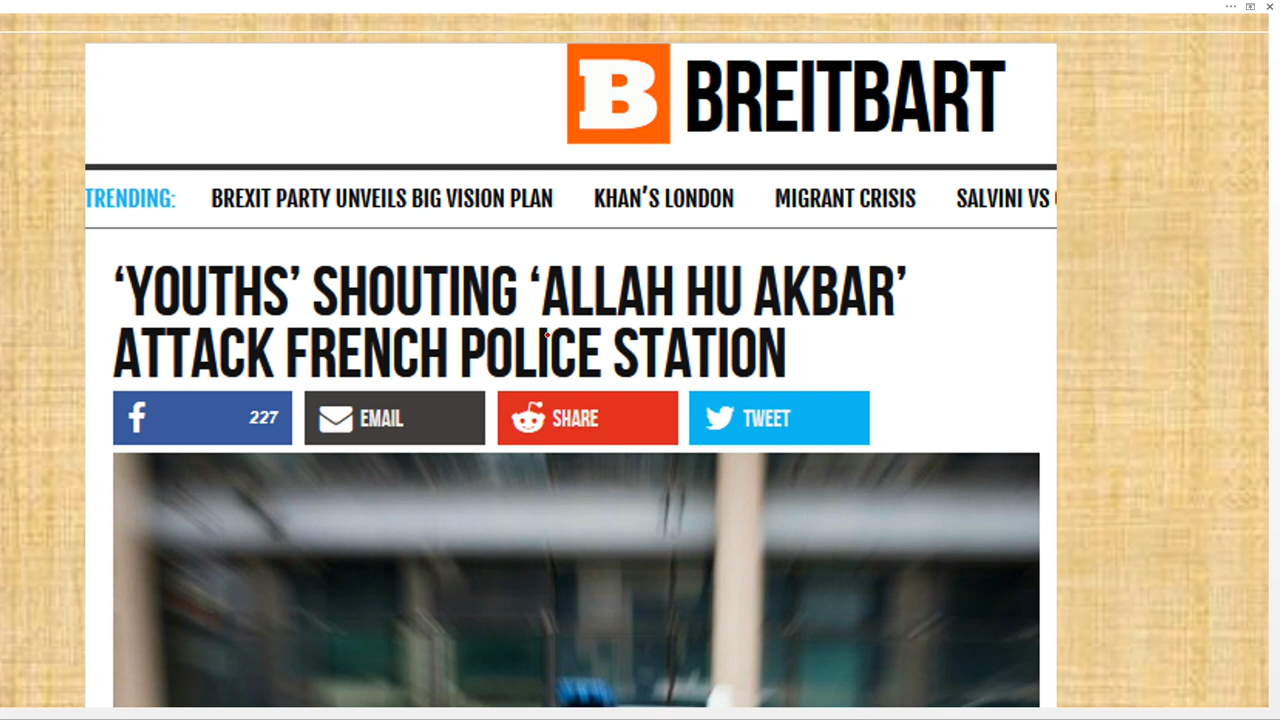 B BREITBART
TRENDING: BREXIT PARTY UNVEILS BIG VISION PLAN KHAN'S LONDON MIGRANT CRISIS SALVINI VS
‘YOUTHS’ SHOUTING ‘ALLAH HU AKBAR’
ATTACK FRENCH POLICE STATION
f 227 EMAIL SHARE TWEET